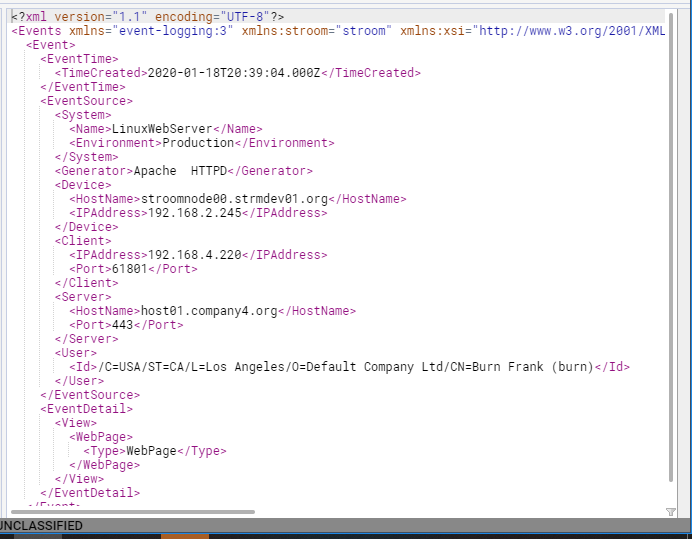 <?xml version="1.1" encoding="UTF-8"?>
<Events xmlns="event-logging:3" xmlns:stroom="stroom" xmlns:xsi="http://www.w3.org/2001/XML
<Event>
<EventTime>
<TimeCreated>2020-01-18T20:39:04.000Z</TimeCreated>
</EventTime>
<EventSource>
<System>
<Name>LinuxWebServer</Name>
<Environment>Production</Environment>
</System>
<Generator>Apache  HTTPD</Generator>
<Device>
<HostName>stroomnode00.strmdev01.org</HostName>
<IPAddress>192.168.2.245</IPAddress>
</Device>
<Client>
<IPAddress>192.168.4.220</IPAddress>
<Port>61801</Port>
</Client>
<Server>
<HostName>host01.company4.org</HostName>
<Port>443</Port>
</Server>
<User>
<Id>/C=USA/ST=CA/L=Los Angeles/O=Default Company Ltd/CN=Burn Frank (burn)</Id>
</User>
</EventSource>
<EventDetail>
<View>
<WebPage>
<Type>WebPage</Type>
</WebPage>
</View>
</EventDetail>
</Event>
UNCLASSIFIED